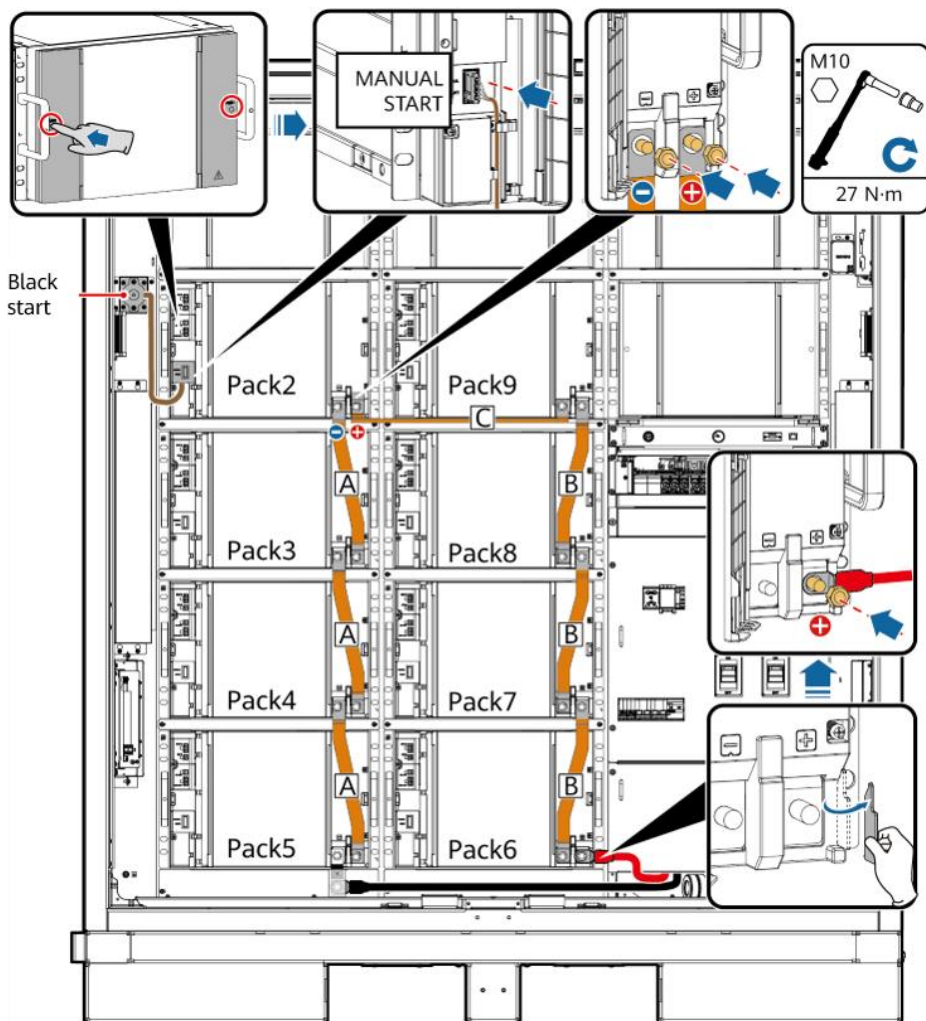 MANUAL
START
M10
27 N·m
Black
start
Pack2
Pack9
C
A
B
Pack3
Pack8
A
B
Pack4
Pack7
A
B
Pack5
Pack6